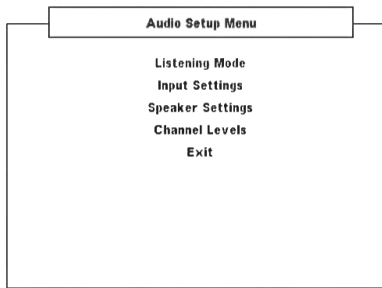 Audio Setup Menu
Listening Mode
Input Settings
Speaker Settings
Channel Levels
Exit